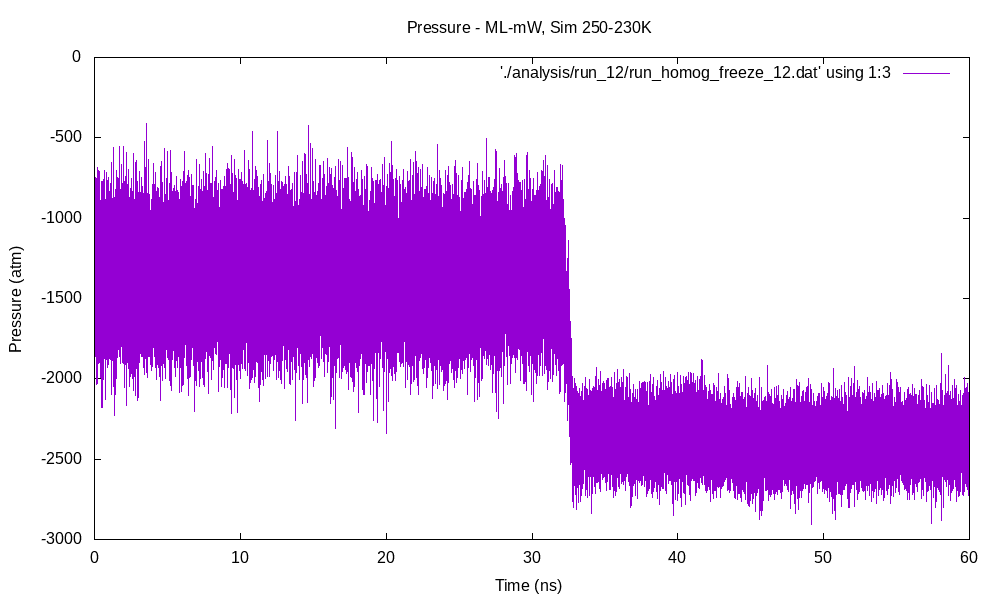 Pressure - ML-mW, Sim 250-230K
'./analysis/run_12/run_homog_freeze_12.dat' using 1:3
0
-500
-1000
-1500
-2000
-2500
-3000
Pressure (atm)
0 10 20 30 40 50 60
Time (ns)